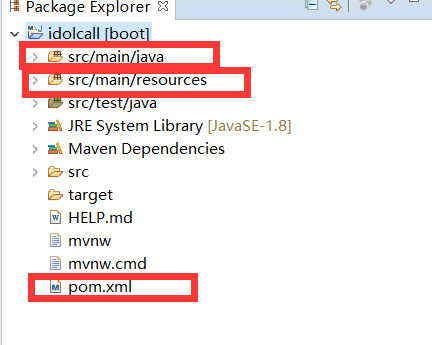 Package Explorer
idolcall [boot]
src/main/java
src/main/resources
src/test/java
JRE System Library [JavaSE-1.8]
Maven Dependencies
src
target
HELP.md
mvnw
mvnw.cmd
pom.xml